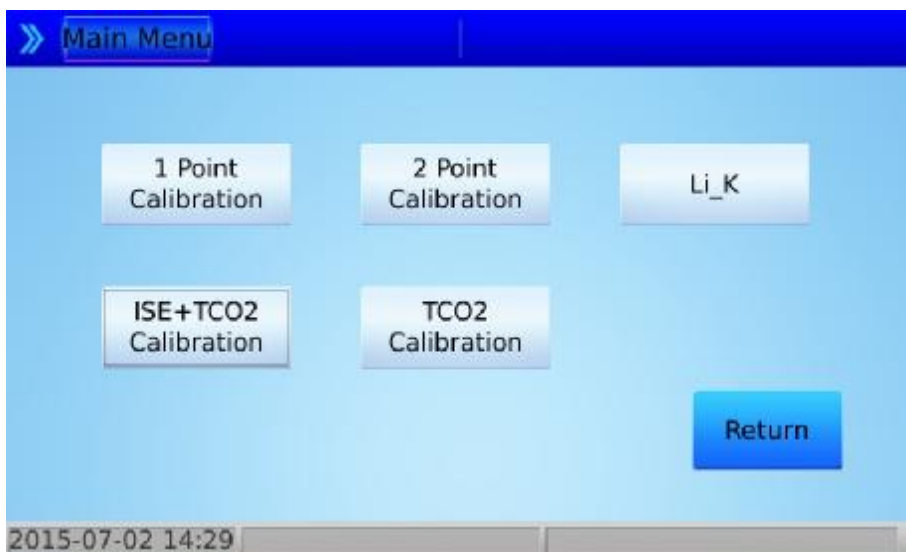 Main Menu
1 Point
Calibration
2 Point
Calibration
Li_K
ISE+TCO2
Calibration
TCO2
Calibration
Return
2015-07-02 14:29